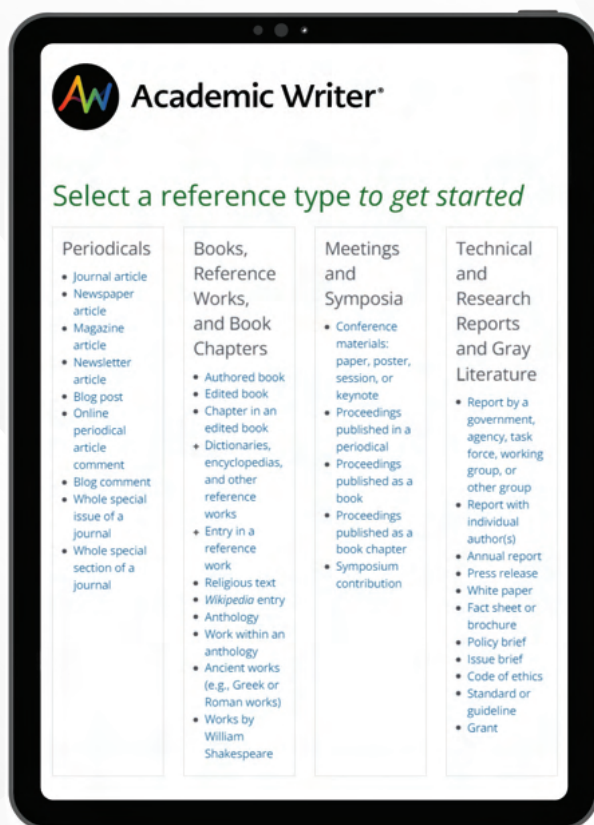 AW Academic Writer®
Select a reference type to get started
Periodicals
• Journal article
• Newspaper
article
• Magazine
article
• Newsletter
article
• Blog post
• Online
periodical
article
comment
• Blog comment
• Whole special
issue of a
journal
• Whole special
section of a
journal
Books,
Reference
Works,
and Book
Chapters
• Authored book
• Edited book
• Chapter in an
edited book
+ Dictionaries,
encyclopedias,
and other
reference
works
+ Entry in a
reference
work
• Religious text
• Wikipedia entry
• Anthology
• Work within an
anthology
• Ancient works
(e.g., Greek or
Roman works)
• Works by
William
Shakespeare
Meetings
and
Symposia
• Conference
materials:
paper, poster,
session, or
keynote
• Proceedings
published in a
periodical
• Proceedings
published as a
book
• Proceedings
published as a
book chapter
• Symposium
contribution
Technical
and
Research
Reports
and Gray
Literature
• Report by a
government,
agency, task
force, working
group, or
other group
• Report with
individual
author(s)
• Annual report
• Press release
• White paper
• Fact sheet or
brochure
• Policy brief
• Issue brief
• Code of ethics
• Standard or
guideline
• Grant